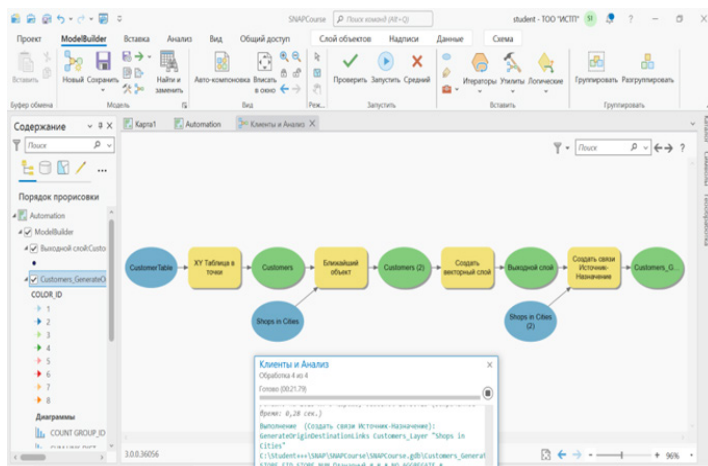 SNAPCourse
Поиск команд (Alt+Q)
student - ТОО "ИСТП"
ST
?
Проект
ModelBuilder
Вставка
Анализ
Вид
Общий доступ
Слой объектов
Надписи
Данные
Схема
Вставить
Новый
Сохранить
Найти и
заменить
Авто-компоновка
Вписать
в окно
Проверить
Запустить
Средний
Итераторы
Утилиты
Логические
Группировать
Разгруппировать
Буфер обмена
Модель
Вид
Реж...
Запустить
Вставить
Группировать
Содержание
Карта1
Automation
Клиенты и Анализ
Поиск
Поиск
?
Порядок прорисовки
Automation
ModelBuilder
Выходной слой:Custo
Customers_GenerateO
COLOR_ID
1
2
3
4
5
6
7
8
Диаграммы
COUNT GROUP_ID
CustomerTable
XY Таблица в
точки
Customers
Ближайший
объект
Customers (2)
Создать
векторный слой
Выходной слой
Создать связи
Источник-
Назначение
Customers_G...
Shops in Cities
Shops in Cities
(2)
Клиенты и Анализ
Обработка 4 из 4
Готово (00:21.79)
время: 0,28 сек.)
Выполнение (Создать связи Источник-Назначение):
GenerateOriginDestinationLinks Customers_Layer "Shops in
Cities"
3.0.0.36056
96%